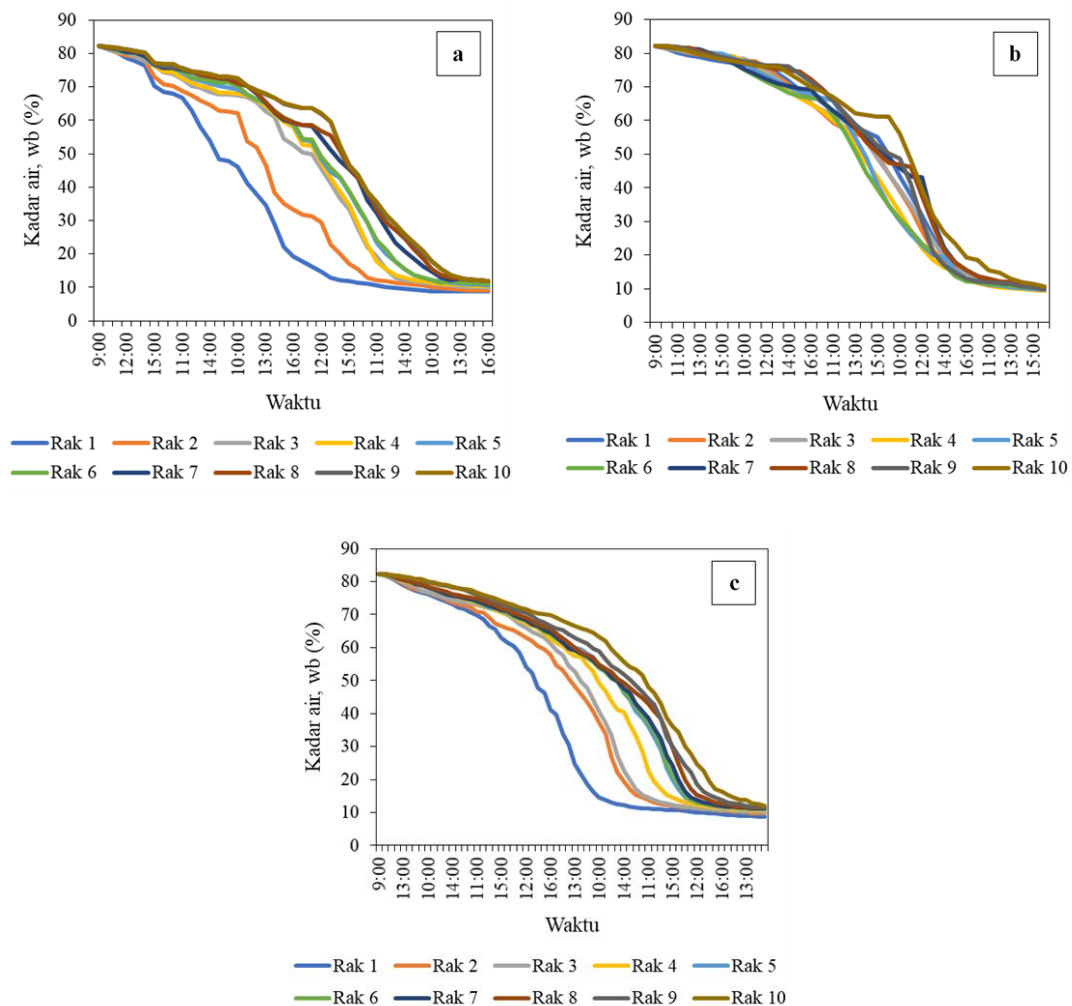 a
Kadar air, wb (%)
90
80
70
60
50
40
30
20
10
0
9:00 12:00 15:00 11:00 14:00 10:00 13:00 16:00 12:00 15:00 11:00 14:00 10:00 13:00 16:00
Waktu
Rak 1 Rak 2 Rak 3 Rak 4 Rak 5
Rak 6 Rak 7 Rak 8 Rak 9 Rak 10
b
Kadar air, wb (%)
90
80
70
60
50
40
30
20
10
0
9:00 11:00 14:00 16:00 10:00 12:00 14:00 16:00 9:00 11:00 13:00 15:00 10:00 12:00 14:00 16:00 11:00 13:00 15:00
Waktu
Rak 1 Rak 2 Rak 3 Rak 4 Rak 5
Rak 6 Rak 7 Rak 8 Rak 9 Rak 10
c
Kadar air, wb (%)
90
80
70
60
50
40
30
20
10
0
9:00 13:00 10:00 14:00 11:00 15:00 12:00 16:00 13:00 10:00 14:00 11:00 15:00 12:00 16:00 13:00
Waktu
Rak 1 Rak 2 Rak 3 Rak 4 Rak 5
Rak 6 Rak 7 Rak 8 Rak 9 Rak 10